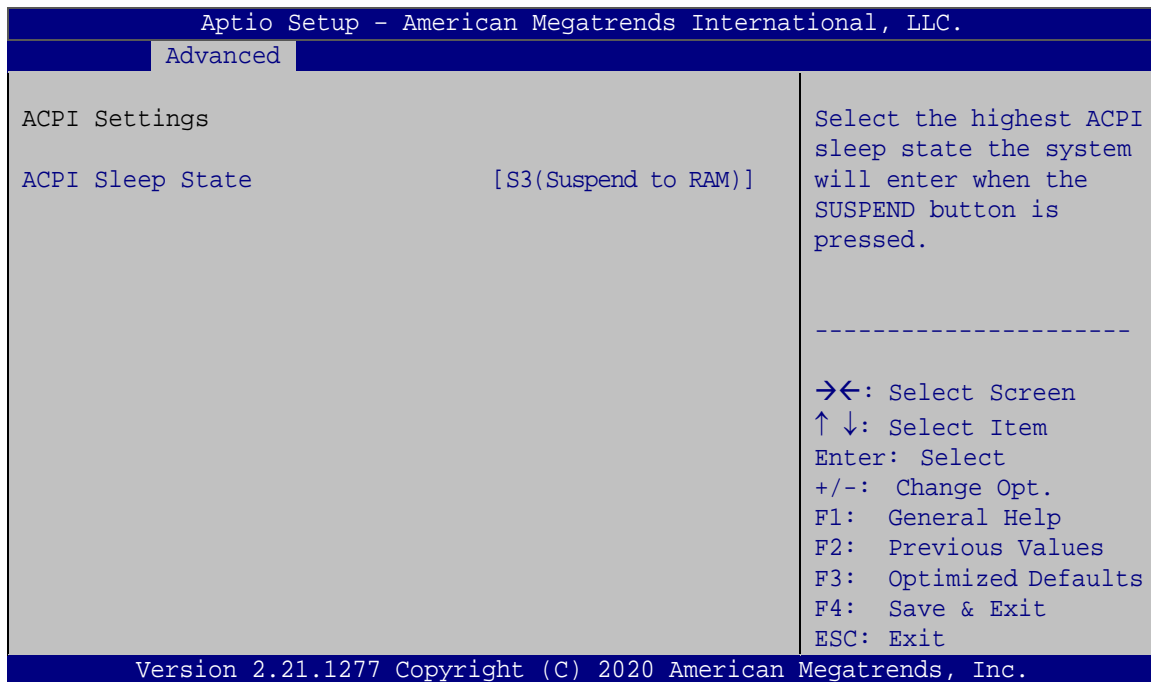 Aptio Setup – American Megatrends International, LLC.
Advanced
ACPI Settings
ACPI Sleep State [S3(Suspend to RAM)]
Select the highest ACPI
sleep state the system
will enter when the
SUSPEND button is
pressed.
----------------------
→←: Select Screen
↑ ↓: Select Item
Enter: Select
+/-: Change Opt.
F1: General Help
F2: Previous Values
F3: Optimized Defaults
F4: Save & Exit
ESC: Exit
Version 2.21.1277 Copyright (C) 2020 American Megatrends, Inc.